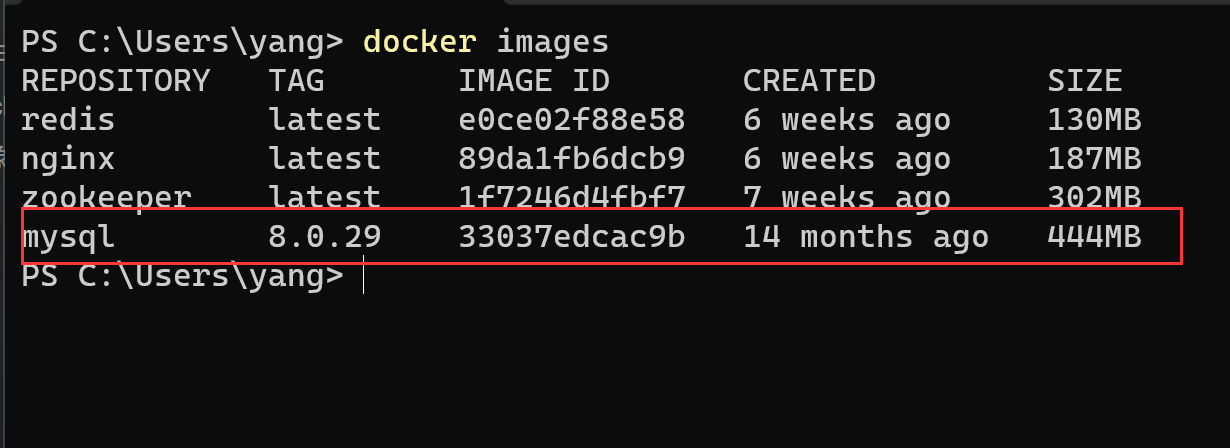 PS C:\Users\yang> docker images
REPOSITORY TAG IMAGE ID CREATED SIZE
redis latest e0ce02f88e58 6 weeks ago 130MB
nginx latest 89da1fb6dcb9 6 weeks ago 187MB
zookeeper latest 1f7246d4fbf7 7 weeks ago 302MB
mysql 8.0.29 33037edcac9b 14 months ago 444MB
PS C:\Users\yang>